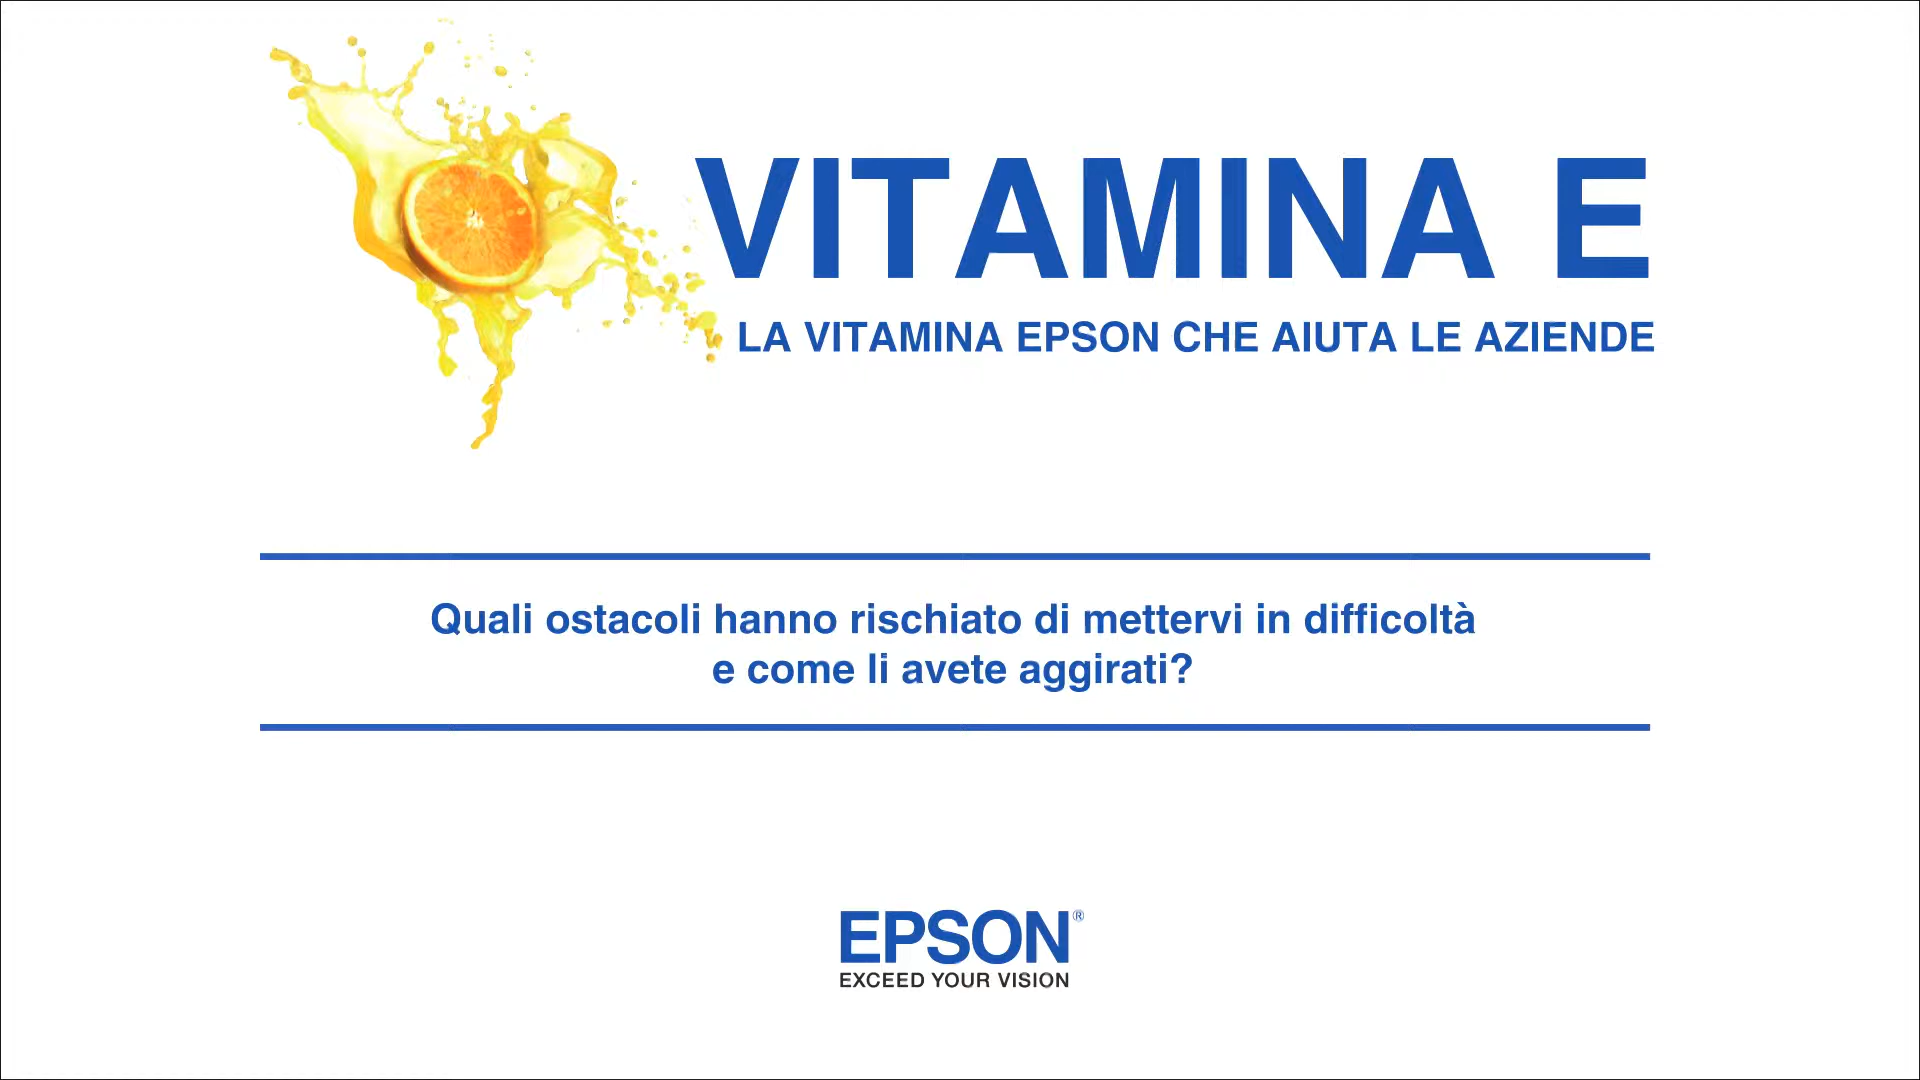 VITAMINA E
LA VITAMINA EPSON CHE AIUTA LE AZIENDE
Quali ostacoli hanno rischiato di mettervi in difficoltà
e come li avete aggirati?
EPSON®
EXCEED YOUR VISION